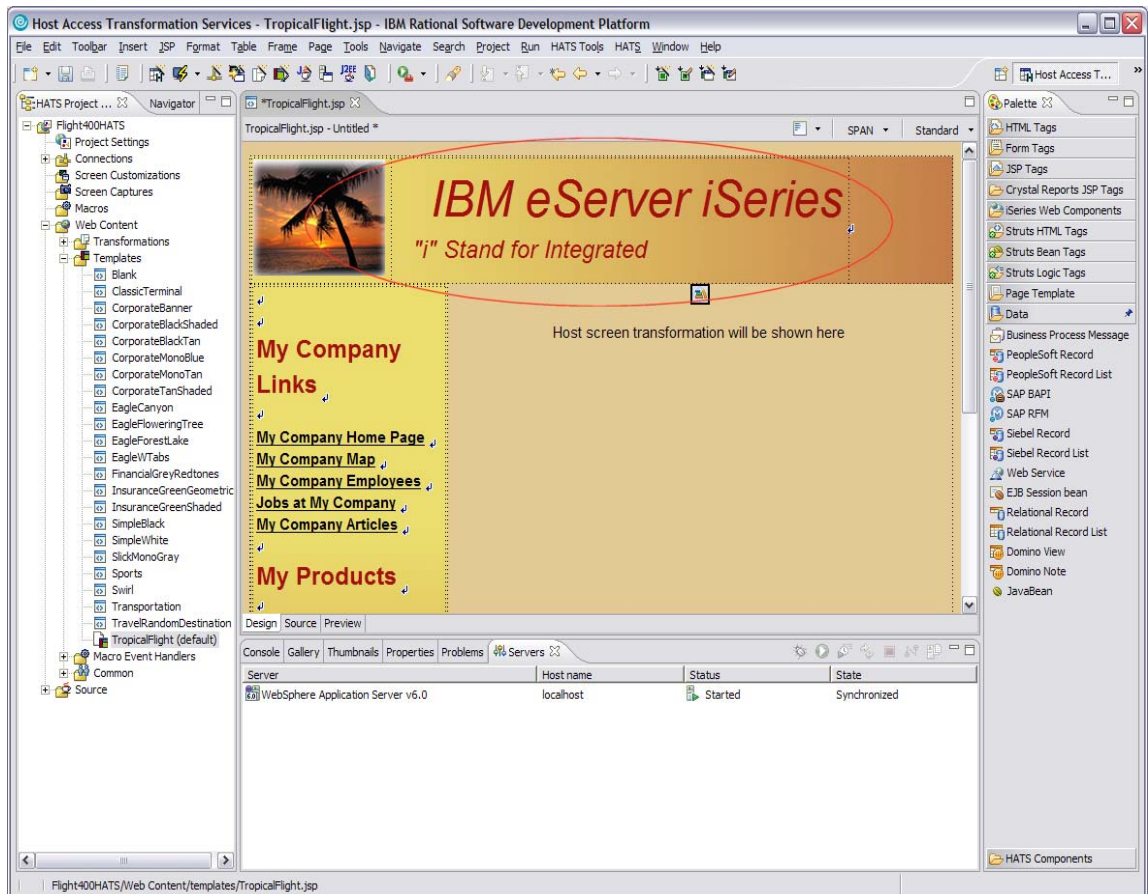 Host Access Transformation Services - TropicalFlight.jsp - IBM Rational Software Development Platform
File Edit Toolbar Insert JSP Format Table Frame Page Tools Navigate Search Project Run HATS Tools HATS Window Help
Host Access T... »
HATS Project ... Navigator
Flight400HATS
Project Settings
Connections
Screen Customizations
Screen Captures
Macros
Web Content
Transformations
Templates
Blank
ClassicTerminal
CorporateBanner
CorporateBlackShaded
CorporateBlackTan
CorporateMonoBlue
CorporateMonoTan
CorporateTanShaded
EagleCanyon
EagleFloweringTree
EagleForestLake
EagleWTabs
FinancialGreyRedtones
InsuranceGreenGeometric
InsuranceGreenShaded
SimpleBlack
SimpleWhite
SlickMonoGray
Sports
Swirl
Transportation
TravelRandomDestination
TropicalFlight (default)
Macro Event Handlers
Common
Source
*TropicalFlight.jsp
TropicalFlight.jsp - Untitled * SPAN Standard
IBM eServer iSeries
"i" Stand for Integrated
Host screen transformation will be shown here
My Company
Links
My Company Home Page
My Company Map
My Company Employees
Jobs at My Company
My Company Articles
My Products
Design Source Preview
Console Gallery Thumbnails Properties Problems Servers
Server Host name Status State
WebSphere Application Server v6.0 localhost Started Synchronized
Palette
HTML Tags
Form Tags
JSP Tags
Crystal Reports JSP Tags
iSeries Web Components
Struts HTML Tags
Struts Bean Tags
Struts Logic Tags
Page Template
Data
Business Process Message
PeopleSoft Record
PeopleSoft Record List
SAP BAPI
SAP RFM
Siebel Record
Siebel Record List
Web Service
EJB Session bean
Relational Record
Relational Record List
Domino View
Domino Note
JavaBean
HATS Components
Flight400HATS/Web Content/templates/TropicalFlight.jsp